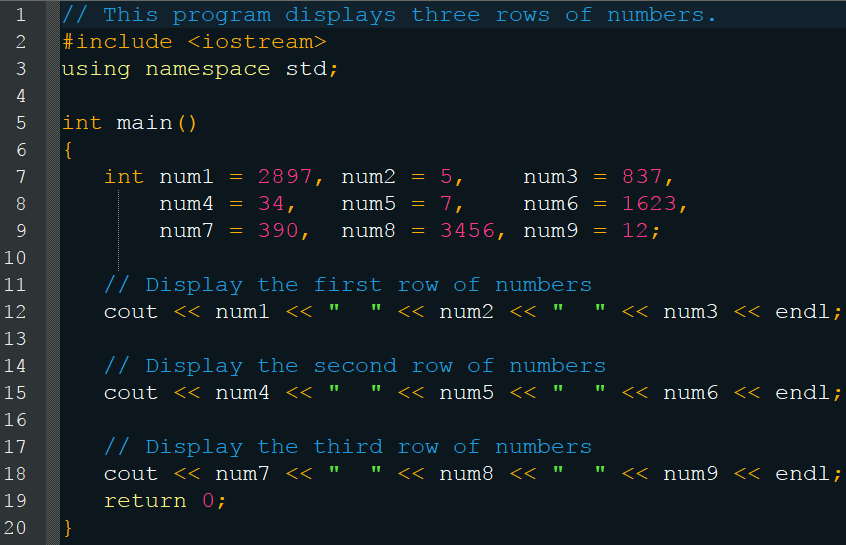 1 // This program displays three rows of numbers.
2 #include <iostream>
3 using namespace std;
4
5 int main()
6 {
7    int num1 = 2897, num2 = 5,    num3 = 837,
8        num4 = 34,   num5 = 7,    num6 = 1623,
9        num7 = 390,  num8 = 3456, num9 = 12;
10
11    // Display the first row of numbers
12    cout << num1 << "  " << num2 << "  " << num3 << endl;
13
14    // Display the second row of numbers
15    cout << num4 << "  " << num5 << "  " << num6 << endl;
16
17    // Display the third row of numbers
18    cout << num7 << "  " << num8 << "  " << num9 << endl;
19    return 0;
20 }